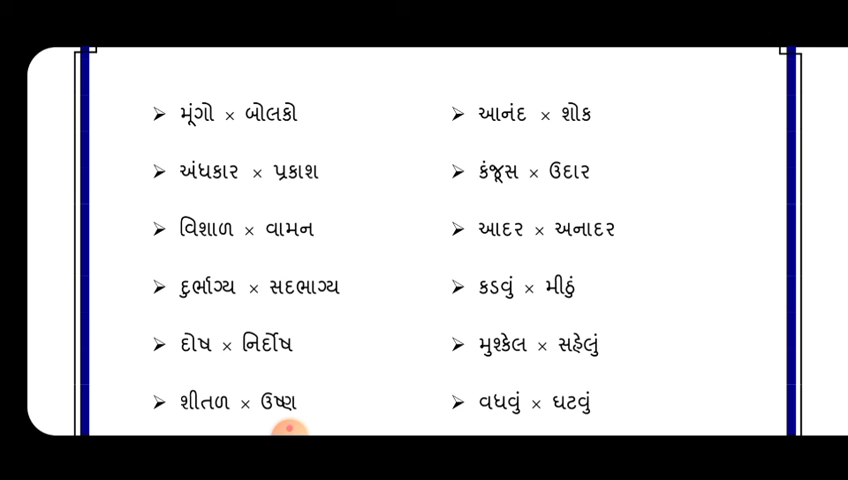 ➢ મૂંગો × બોલકો
➢ અંધકાર × પ્રકાશ
➢ વિશાળ × વામન
➢ દુર્ભાગ્ય × સદભાગ્ય
➢ દોષ × નિર્દોષ
➢ શીતળ × ઉષ્ણ
➢ આનંદ × શોક
➢ કંજૂસ × ઉદાર
➢ આદર × અનાદર
➢ કડવું × મીઠું
➢ મુશ્કેલ × સહેલું
➢ વધવું × ઘટવું